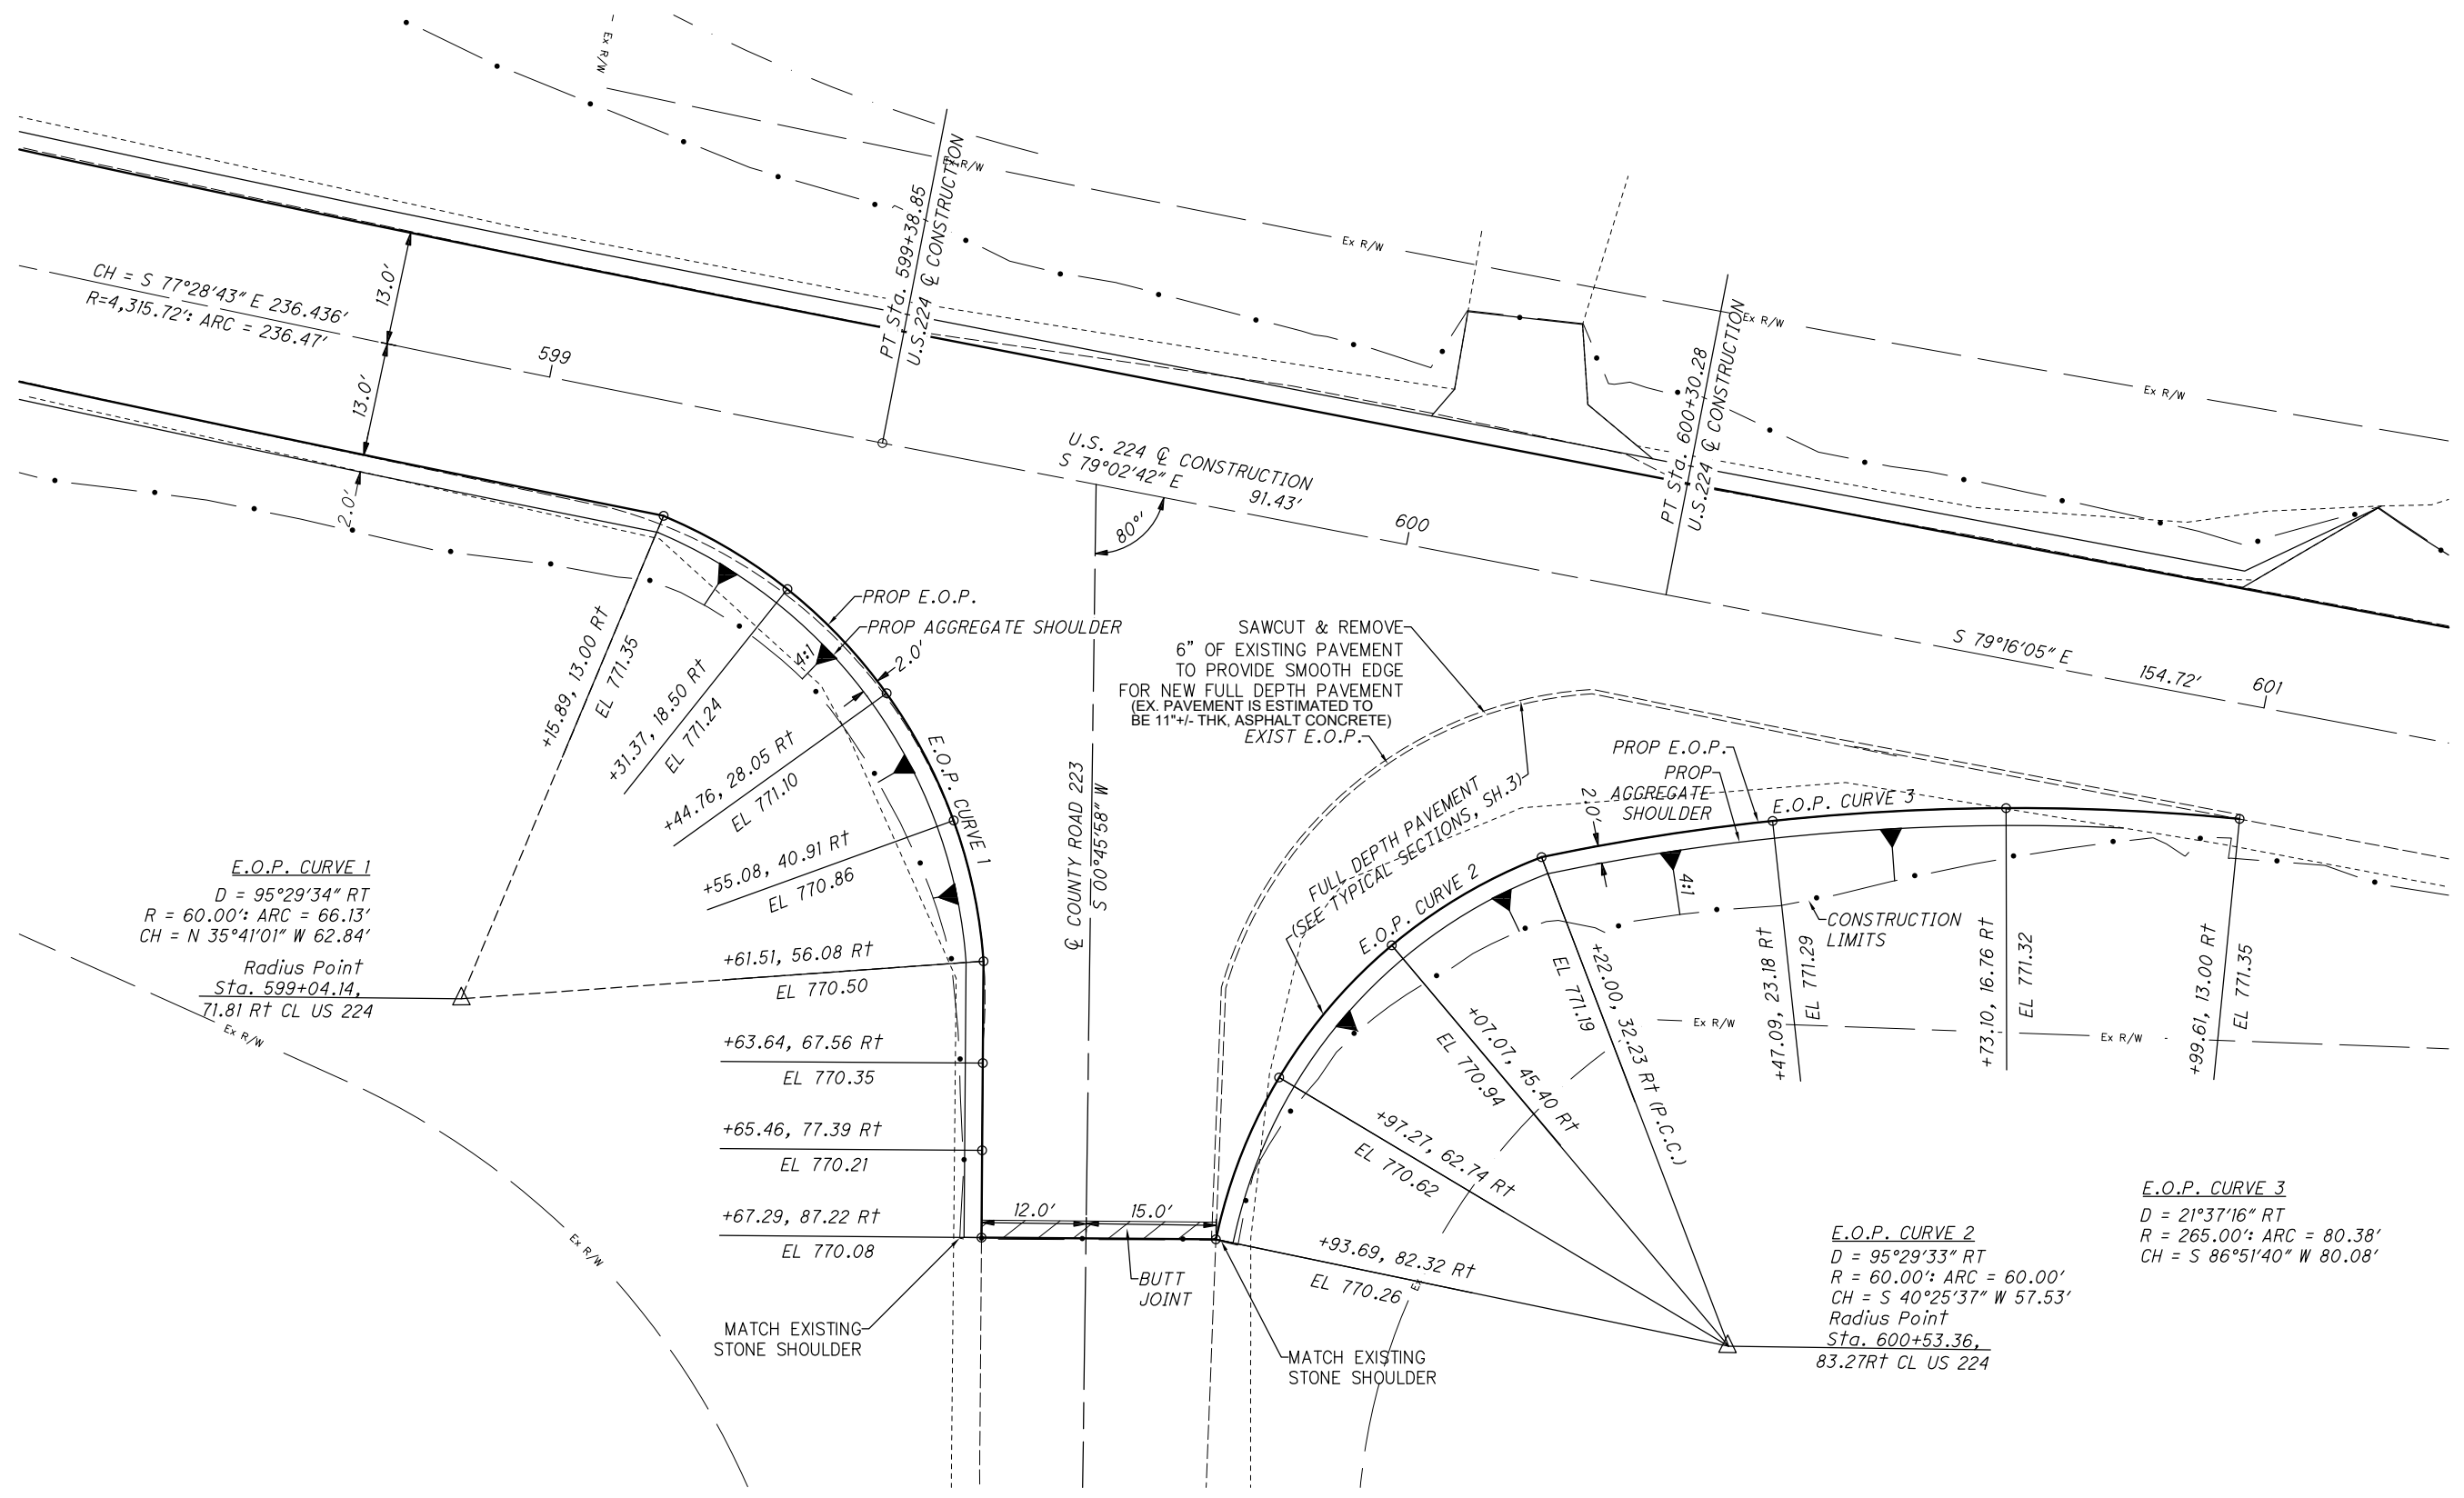 Ex R/W
Ex R/W
PT Sta. 599+38.85
U.S.224 ℄ CONSTRUCTION
Ex R/W
Ex R/W
PT Sta. 600+30.28
U.S.224 ℄ CONSTRUCTION
Ex R/W
CH = S 77°28'43" E 236.436'
R=4,315.72': ARC = 236.47'
13.0'
13.0'
2.0'
599
U.S. 224 ℄ CONSTRUCTION
S 79°02'42" E 91.43'
80°'
600
S 79°16'05" E 154.72'
601
PROP E.O.P.
PROP AGGREGATE SHOULDER
2.0'
4:1
+15.89, 13.00 Rt
EL 771.35
+31.37, 18.50 Rt
EL 771.24
+44.76, 28.05 Rt
EL 771.10
+55.08, 40.91 Rt
EL 770.86
E.O.P. CURVE 1
SAWCUT & REMOVE
6" OF EXISTING PAVEMENT
TO PROVIDE SMOOTH EDGE
FOR NEW FULL DEPTH PAVEMENT
(EX. PAVEMENT IS ESTIMATED TO
BE 11"+/- THK, ASPHALT CONCRETE)
EXIST E.O.P.
℄ COUNTY ROAD 223
S 00°45'58" W
FULL DEPTH PAVEMENT
(SEE TYPICAL SECTIONS, SH.3)
PROP E.O.P.
PROP
AGGREGATE
SHOULDER
2.0'
E.O.P. CURVE 3
E.O.P. CURVE 2
4:1
CONSTRUCTION
LIMITS
E.O.P. CURVE 1
D = 95°29'34" RT
R = 60.00': ARC = 66.13'
CH = N 35°41'01" W 62.84'
Radius Point
Sta. 599+04.14,
71.81 Rt CL US 224
Ex R/W
Ex R/W
+61.51, 56.08 Rt
EL 770.50
+63.64, 67.56 Rt
EL 770.35
+65.46, 77.39 Rt
EL 770.21
+67.29, 87.22 Rt
EL 770.08
12.0'
15.0'
BUTT
JOINT
MATCH EXISTING
STONE SHOULDER
MATCH EXISTING
STONE SHOULDER
+93.69, 82.32 Rt
EL 770.26
Ex
+97.27, 62.74 Rt
EL 770.62
+07.07, 45.40 Rt
EL 770.94
+22.00, 32.23 Rt (P.C.C.)
EL 771.19
+47.09, 23.18 Rt
EL 771.29
+73.10, 16.76 Rt
EL 771.32
+99.61, 13.00 Rt
EL 771.35
Ex R/W
Ex R/W
E.O.P. CURVE 2
D = 95°29'33" RT
R = 60.00': ARC = 60.00'
CH = S 40°25'37" W 57.53'
Radius Point
Sta. 600+53.36,
83.27Rt CL US 224
E.O.P. CURVE 3
D = 21°37'16" RT
R = 265.00': ARC = 80.38'
CH = S 86°51'40" W 80.08'